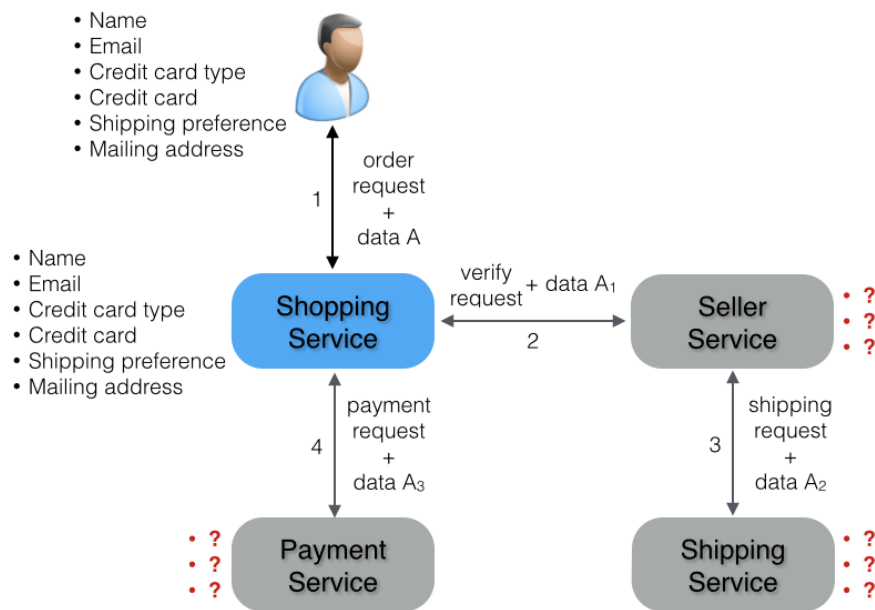 • Name
• Email
• Credit card type
• Credit card
• Shipping preference
• Mailing address
1
order
request
+
data A
• Name
• Email
• Credit card type
• Credit card
• Shipping preference
• Mailing address
Shopping
Service
verify
request + data A₁
2
Seller
Service
• ?
• ?
• ?
4
payment
request
+
data A₃
3
shipping
request
+
data A₂
• ?
• ?
• ?
Payment
Service
Shipping
Service
• ?
• ?
• ?